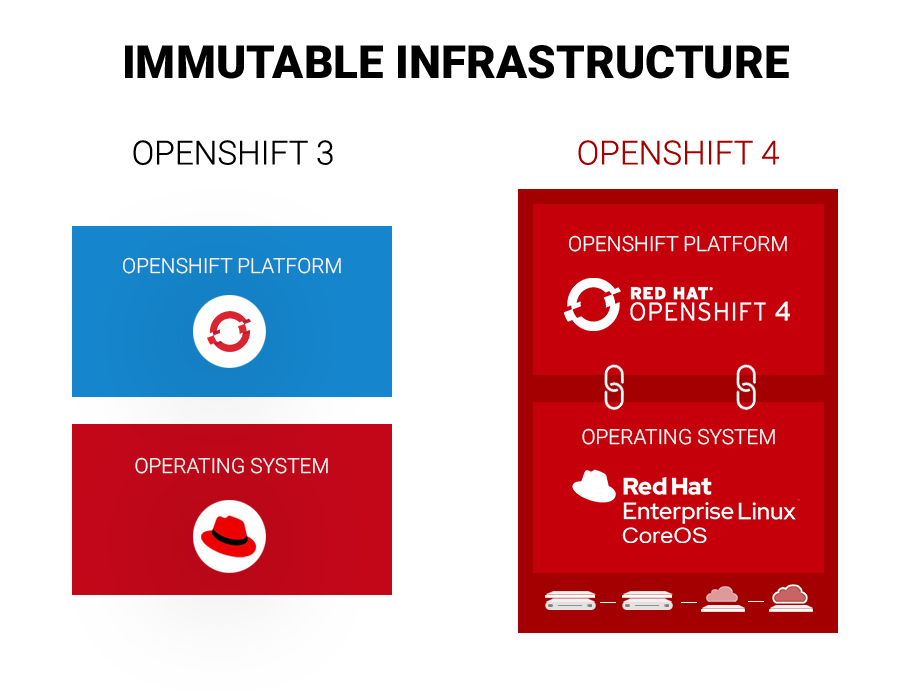 IMMUTABLE INFRASTRUCTURE
OPENSHIFT 3
OPENSHIFT PLATFORM
OPERATING SYSTEM
OPENSHIFT 4
OPENSHIFT PLATFORM
RED HAT®
OPENSHIFT 4
OPERATING SYSTEM
Red Hat
Enterprise Linux
CoreOS